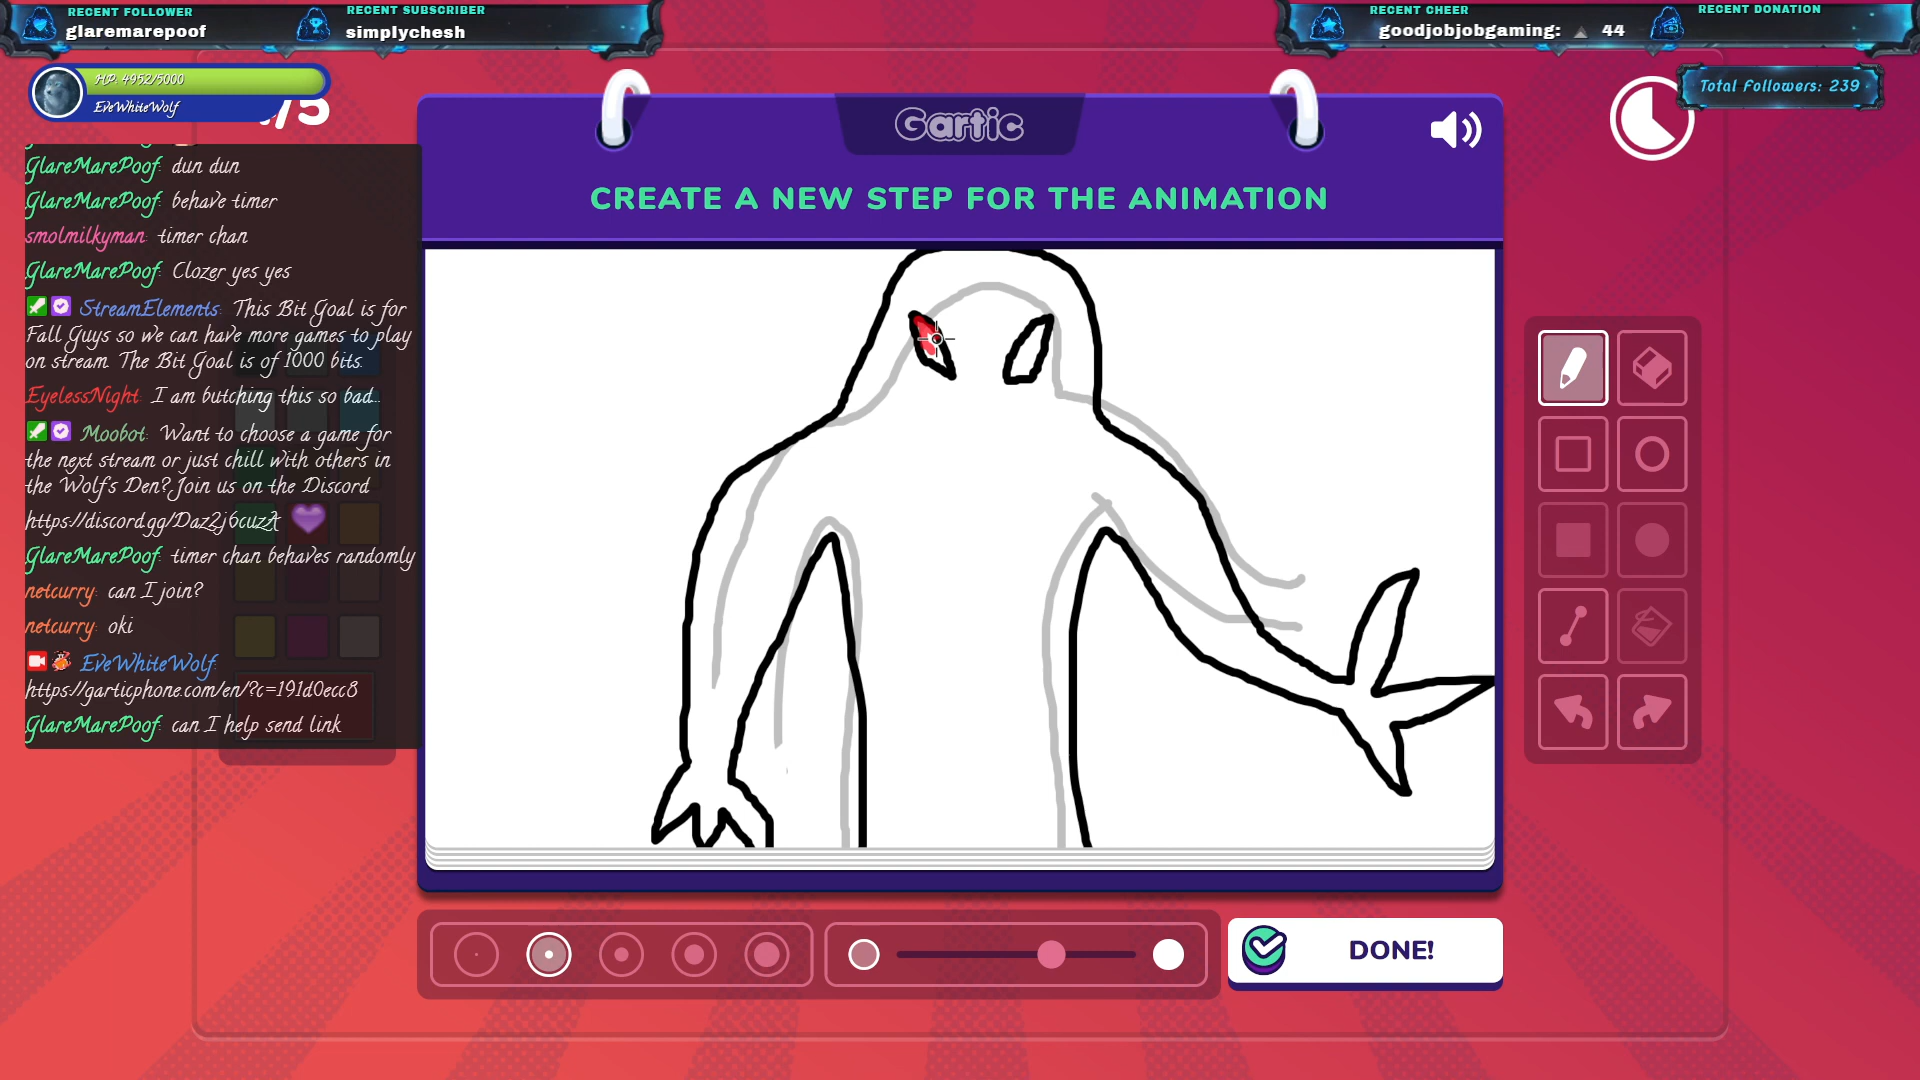 RECENT FOLLOWER
glaremarepoof
RECENT SUBSCRIBER
simplychesh
RECENT CHEER
goodjobjobgaming: 44
RECENT DONATION
HP: 4952/5000
EveWhiteWolf
/5
Total Followers: 239
Gartic
CREATE A NEW STEP FOR THE ANIMATION
GlareMarePoof: dun dun
GlareMarePoof: behave timer
smolmilkyman: timer chan
GlareMarePoof: Clozer yes yes
StreamElements: This Bit Goal is for
Fall Guys so we can have more games to play
on stream. The Bit Goal is of 1000 bits.
EyelessNight: I am butching this so bad...
Moobot: Want to choose a game for
the next stream or just chill with others in
the Wolf's Den? Join us on the Discord
https://discord.gg/Daz2j6cuzA
GlareMarePoof: timer chan behaves randomly
netcurry: can I join?
netcurry: oki
EveWhiteWolf:
https://garticphone.com/en/?c=191d0ecc8
GlareMarePoof: can I help send link
DONE!